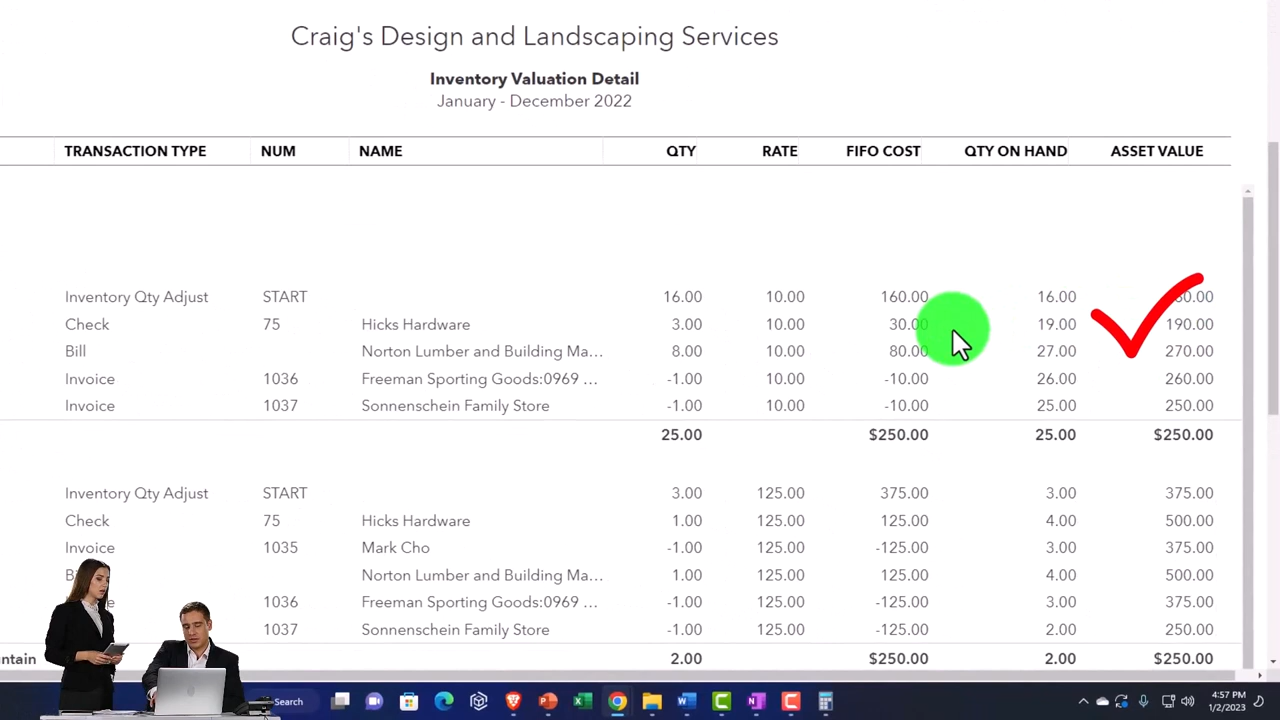 Craig's Design and Landscaping Services
Inventory Valuation Detail
January - December 2022
TRANSACTION TYPE NUM NAME QTY RATE FIFO COST QTY ON HAND ASSET VALUE
Inventory Qty Adjust START 16.00 10.00 160.00 16.00
Check 75 Hicks Hardware 3.00 10.00 30.00 19.00 190.00
Bill Norton Lumber and Building Ma... 8.00 10.00 80.00 27.00 270.00
Invoice 1036 Freeman Sporting Goods:0969 ... -1.00 10.00 -10.00 26.00 260.00
Invoice 1037 Sonnenschein Family Store -1.00 10.00 -10.00 25.00 250.00
25.00 $250.00 25.00 $250.00
Inventory Qty Adjust START 3.00 125.00 375.00 3.00 375.00
Check 75 Hicks Hardware 1.00 125.00 125.00 4.00 500.00
Invoice 1035 Mark Cho -1.00 125.00 -125.00 3.00 375.00
Norton Lumber and Building Ma... 1.00 125.00 125.00 4.00 500.00
1036 Freeman Sporting Goods:0969 ... -1.00 125.00 -125.00 3.00 375.00
1037 Sonnenschein Family Store -1.00 125.00 -125.00 2.00 250.00
ntain 2.00 $250.00 2.00 $250.00
Search
4:57 PM
1/2/2023